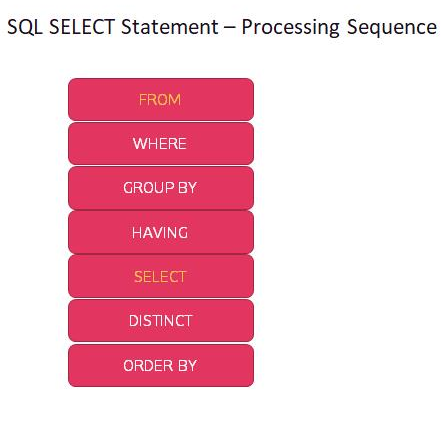 SQL SELECT Statement – Processing Sequence
FROM
WHERE
GROUP BY
HAVING
SELECT
DISTINCT
ORDER BY